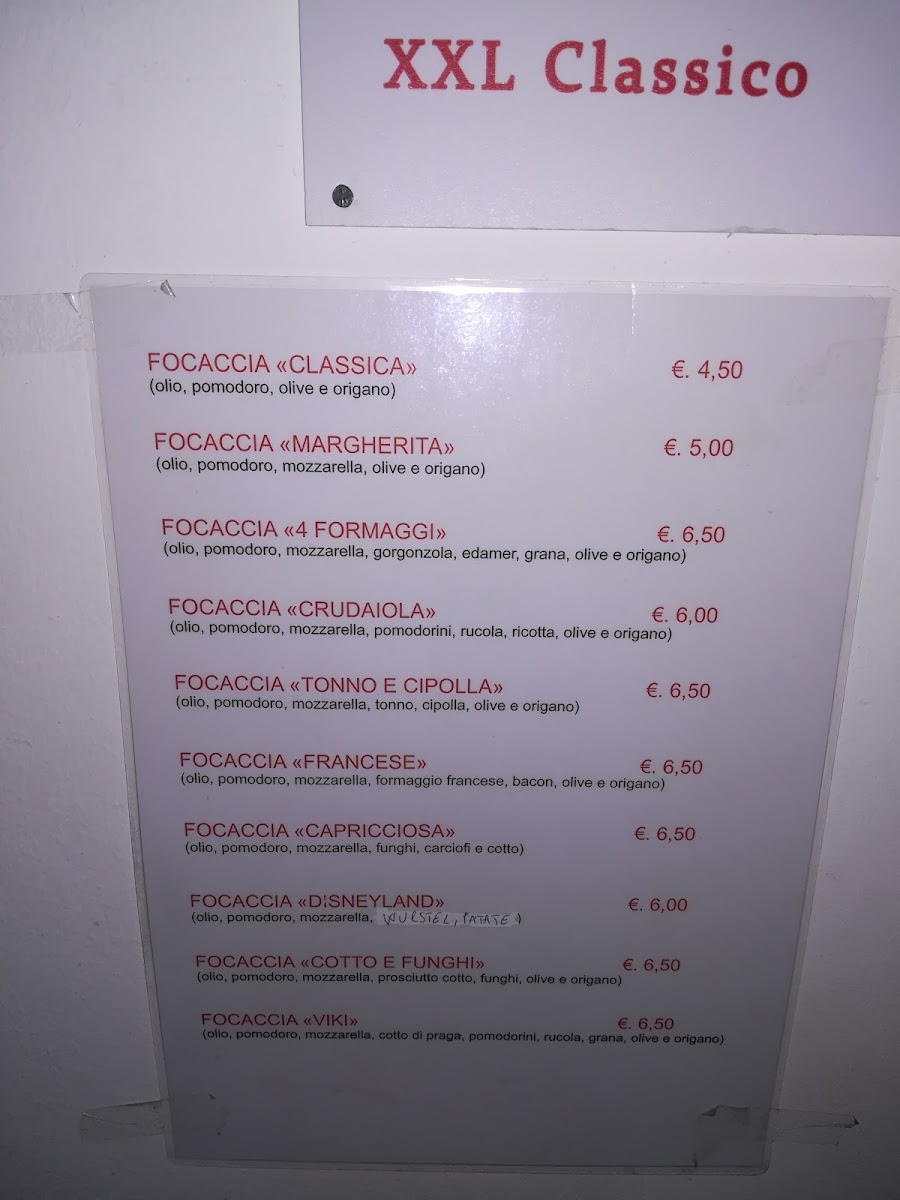 XXL Classico
FOCACCIA «CLASSICA» €. 4,50
(olio, pomodoro, olive e origano)
FOCACCIA «MARGHERITA» €. 5,00
(olio, pomodoro, mozzarella, olive e origano)
FOCACCIA «4 FORMAGGI» €. 6,50
(olio, pomodoro, mozzarella, gorgonzola, edamer, grana, olive e origano)
FOCACCIA «CRUDAIOLA» €. 6,00
(olio, pomodoro, mozzarella, pomodorini, rucola, ricotta, olive e origano)
FOCACCIA «TONNO E CIPOLLA» €. 6,50
(olio, pomodoro, mozzarella, tonno, cipolla, olive e origano)
FOCACCIA «FRANCESE» €. 6,50
(olio, pomodoro, mozzarella, formaggio francese, bacon, olive e origano)
FOCACCIA «CAPRICCIOSA» €. 6,50
(olio, pomodoro, mozzarella, funghi, carciofi e cotto)
FOCACCIA «DISNEYLAND» €. 6,00
(olio, pomodoro, mozzarella, WURSTEL, PATATE)
FOCACCIA «COTTO E FUNGHI» €. 6,50
(olio, pomodoro, mozzarella, prosciutto cotto, funghi, olive e origano)
FOCACCIA «VIKI» €. 6,50
(olio, pomodoro, mozzarella, cotto di praga, pomodorini, rucola, grana, olive e origano)